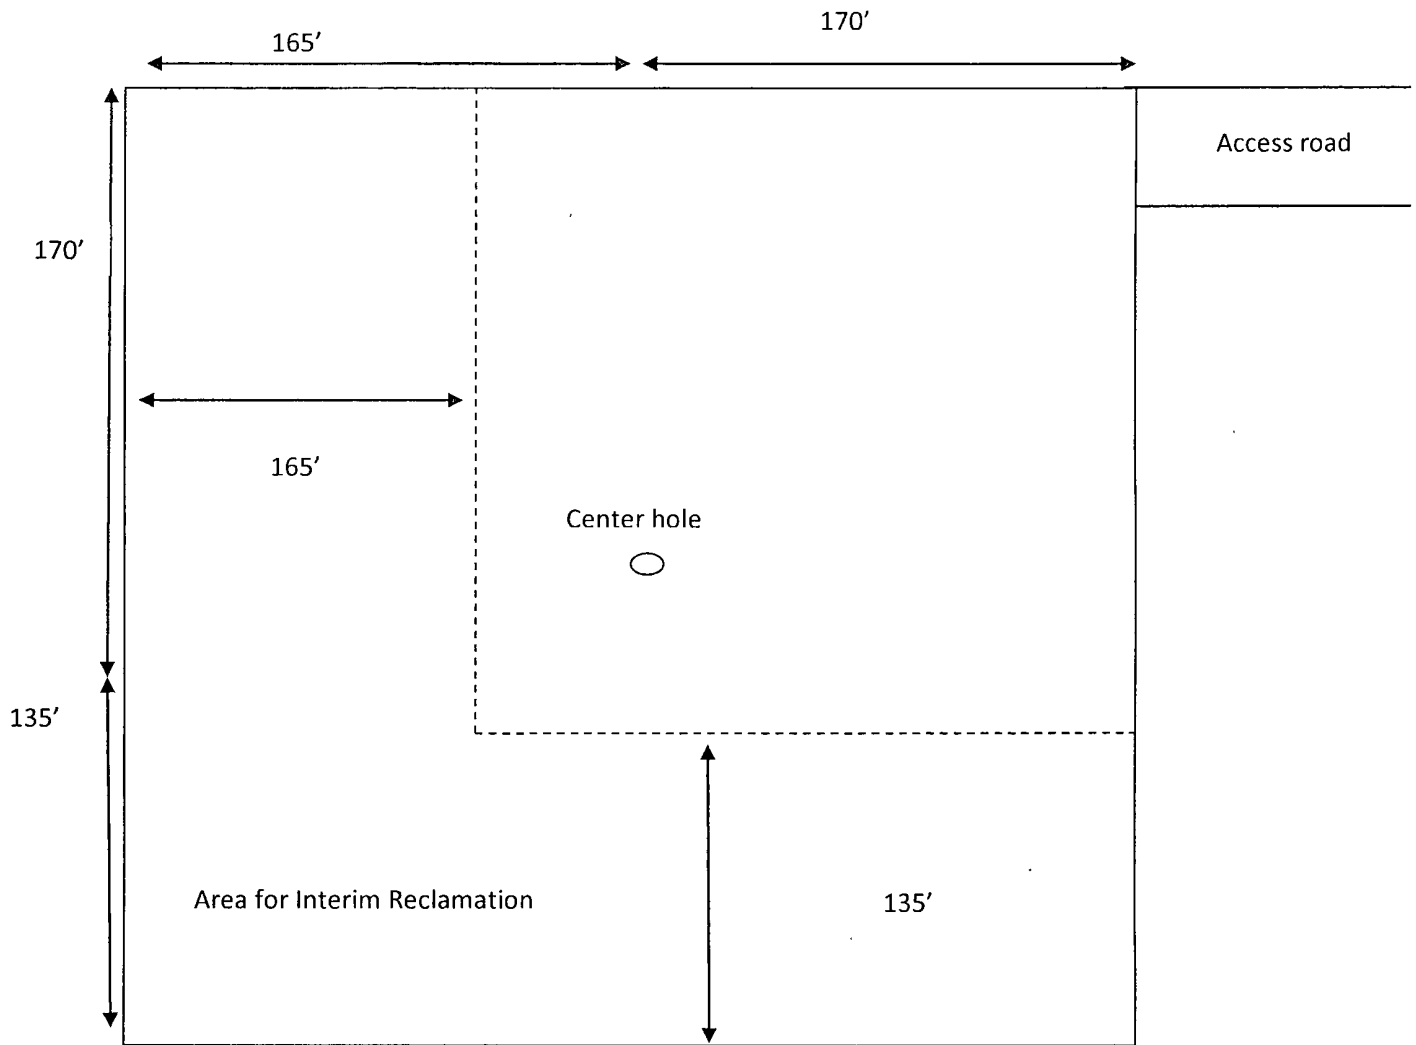 170'
165'
Access road
170'
165'
Center hole
135'
Area for Interim Reclamation
135'